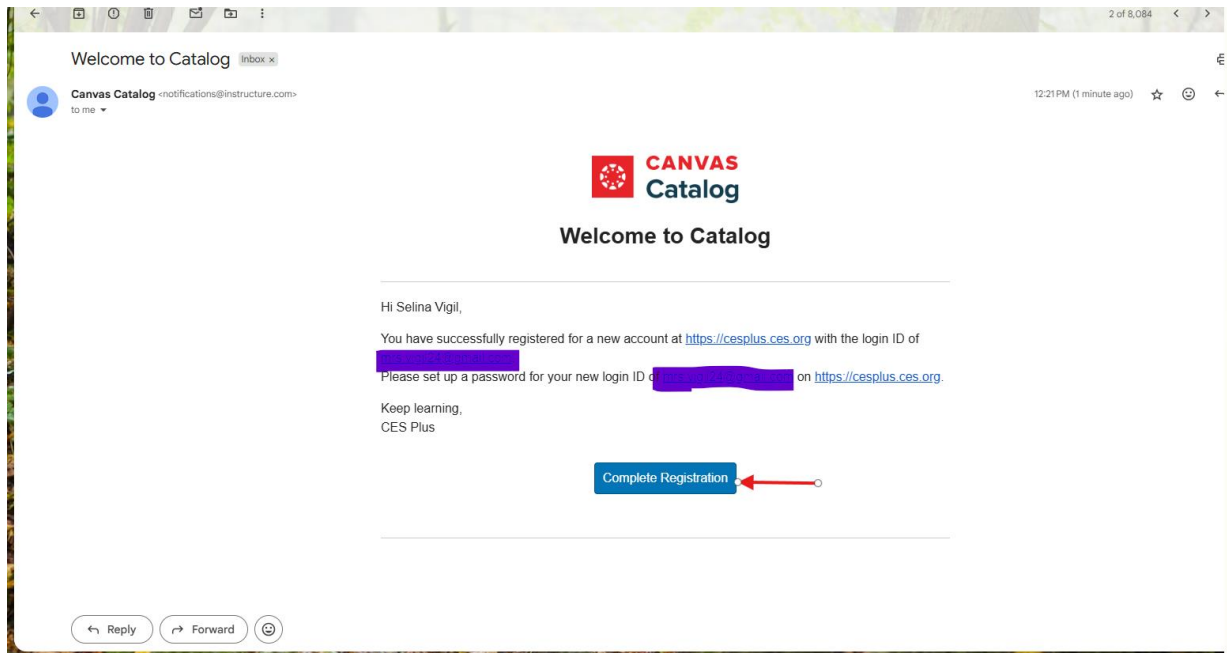 2 of 8,084
Welcome to Catalog Inbox x
Canvas Catalog <notifications@instructure.com>
12:21 PM (1 minute ago)
to me
CANVAS
Catalog
Welcome to Catalog
Hi Selina Vigil,
You have successfully registered for a new account at https://cesplus.ces.org with the login ID of
Please set up a password for your new login ID of on https://cesplus.ces.org.
Keep learning,
CES Plus
Complete Registration
Reply Forward